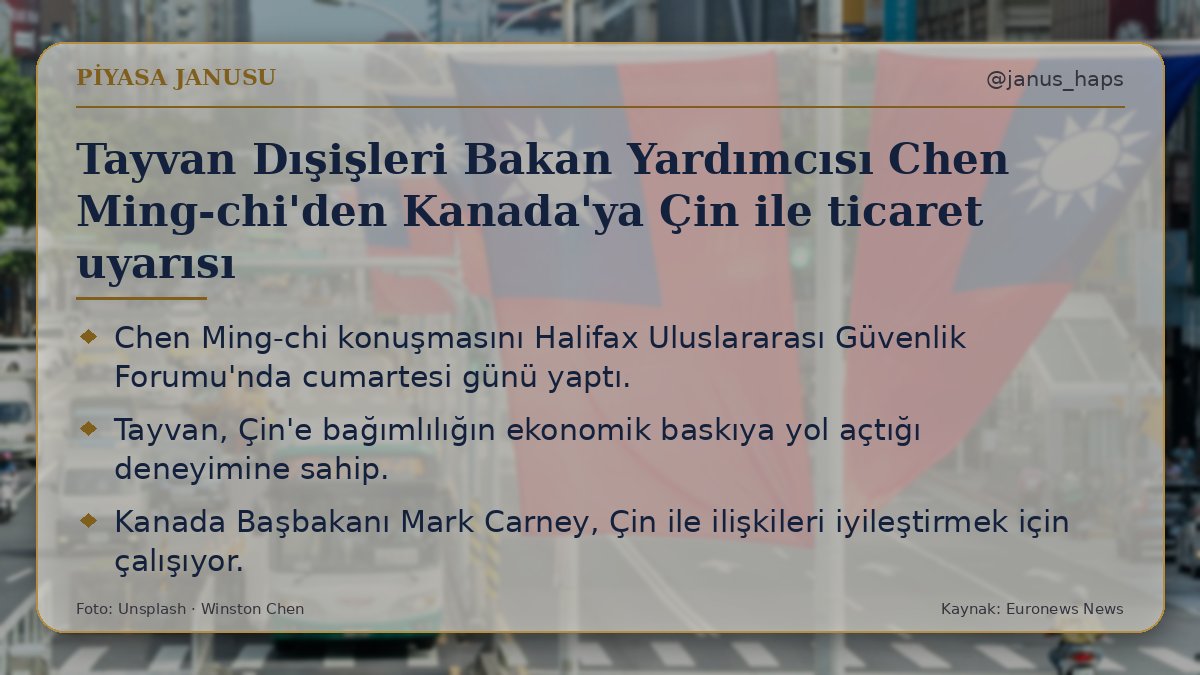 PİYASA JANUSU
@janus_haps
Tayvan Dışişleri Bakan Yardımcısı Chen
Ming-chi'den Kanada'ya Çin ile ticaret
uyarısı
Chen Ming-chi konuşmasını Halifax Uluslararası Güvenlik
Forumu'nda cumartesi günü yaptı.
Tayvan, Çin'e bağımlılığın ekonomik baskıya yol açtığı
deneyimine sahip.
Kanada Başbakanı Mark Carney, Çin ile ilişkileri iyileştirmek için
çalışıyor.
Foto: Unsplash · Winston Chen
Kaynak: Euronews News